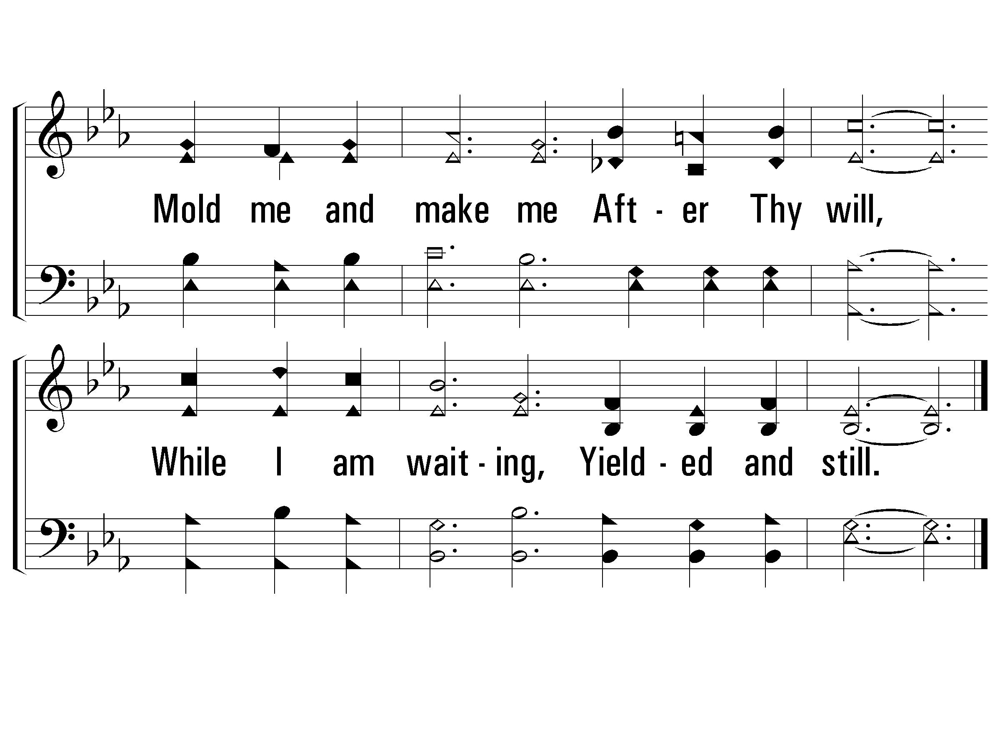 Mold me and make me Aft - er Thy will,
While I am wait - ing, Yield - ed and still.